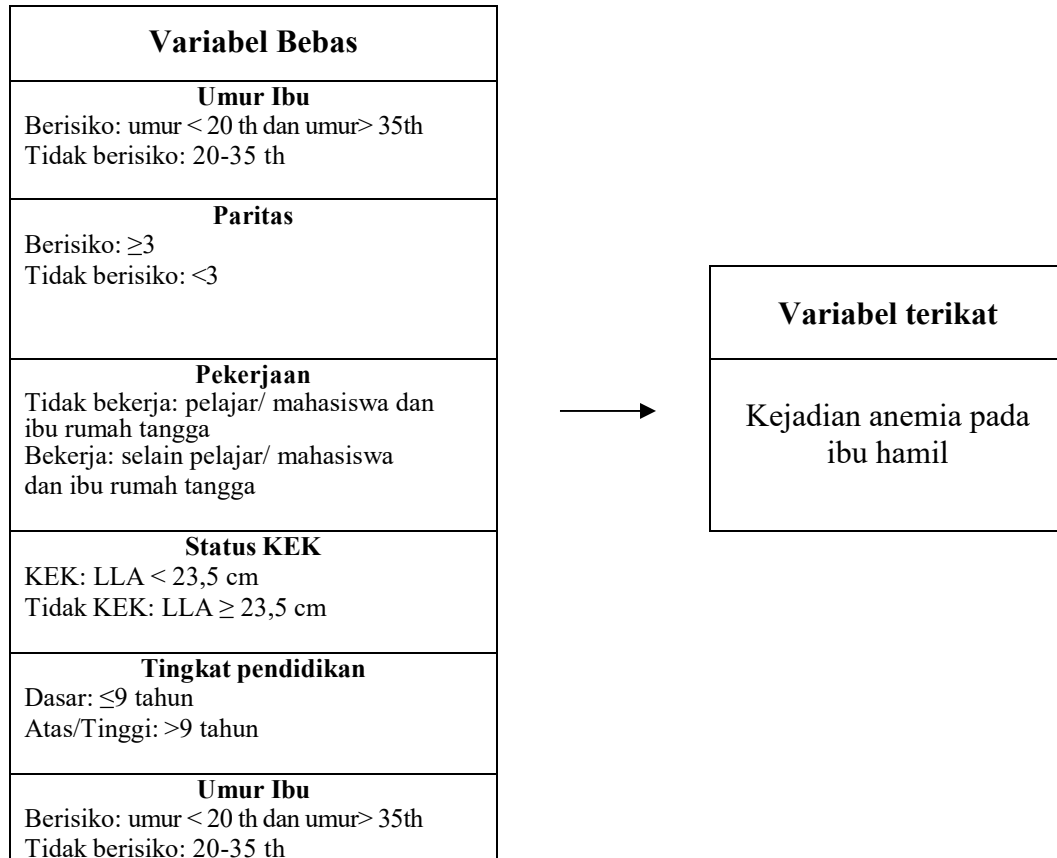 Variabel Bebas
Umur Ibu
Berisiko: umur < 20 th dan umur> 35th
Tidak berisiko: 20-35 th
Paritas
Berisiko: ≥3
Tidak berisiko: <3
Pekerjaan
Tidak bekerja: pelajar/ mahasiswa dan
ibu rumah tangga
Bekerja: selain pelajar/ mahasiswa
dan ibu rumah tangga
Status KEK
KEK: LLA < 23,5 cm
Tidak KEK: LLA ≥ 23,5 cm
Tingkat pendidikan
Dasar: ≤9 tahun
Atas/Tinggi: >9 tahun
Umur Ibu
Berisiko: umur < 20 th dan umur> 35th
Tidak berisiko: 20-35 th
Variabel terikat
Kejadian anemia pada
ibu hamil